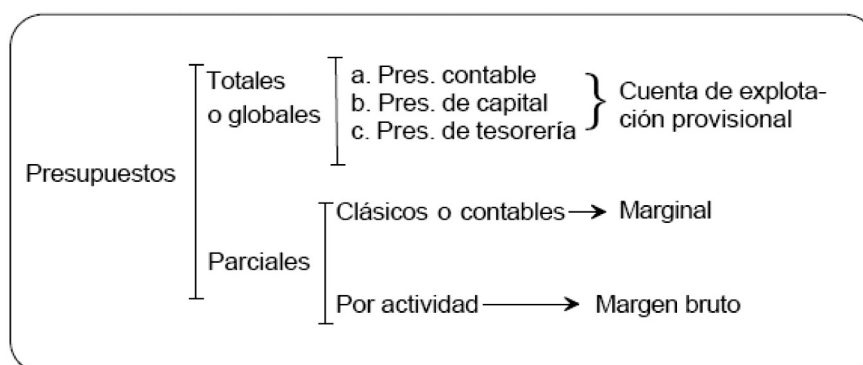 Presupuestos
Totales
o globales
a. Pres. contable
b. Pres. de capital
c. Pres. de tesorería
Cuenta de explota-
ción provisional
Parciales
Clásicos o contables
Marginal
Por actividad
Margen bruto